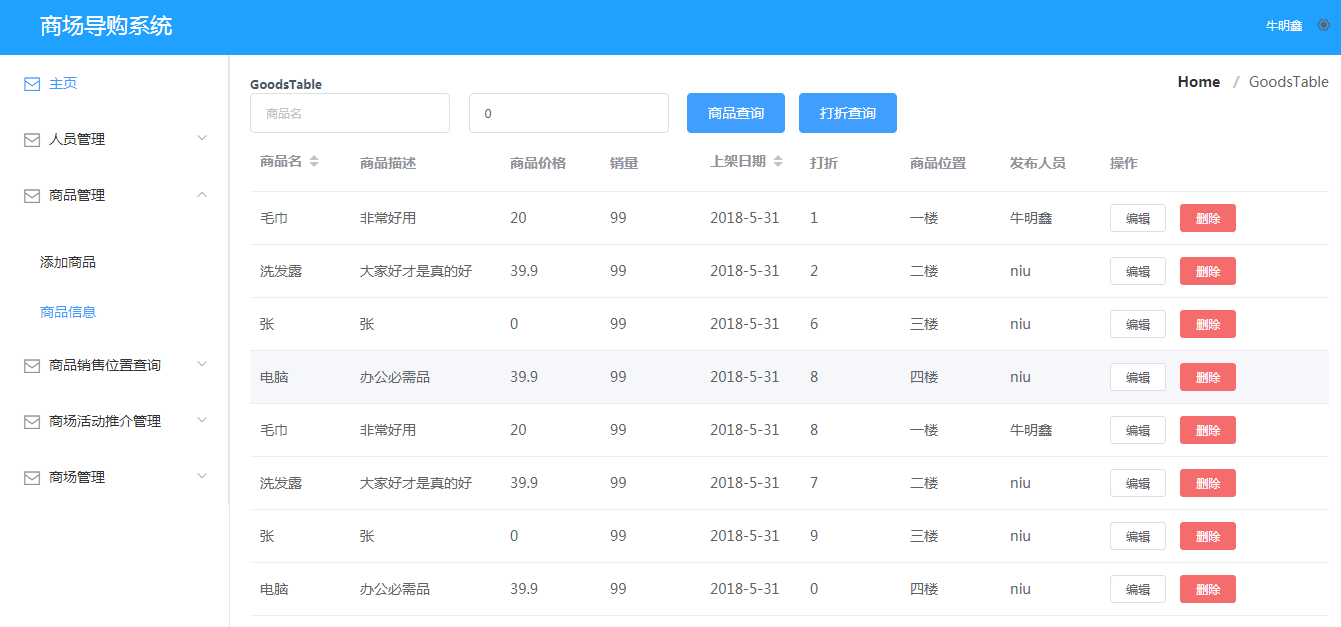 商场导购系统
牛明鑫
主页
人员管理
商品管理
添加商品
商品信息
商品销售位置查询
商场活动推介管理
商场管理
GoodsTable
Home / GoodsTable
商品名 0 商品查询 打折查询
商品名 商品描述 商品价格 销量 上架日期 打折 商品位置 发布人员 操作
毛巾 非常好用 20 99 2018-5-31 1 一楼 牛明鑫 编辑 删除
洗发露 大家好才是真的好 39.9 99 2018-5-31 2 二楼 niu 编辑 删除
张 张 0 99 2018-5-31 6 三楼 niu 编辑 删除
电脑 办公必需品 39.9 99 2018-5-31 8 四楼 niu 编辑 删除
毛巾 非常好用 20 99 2018-5-31 8 一楼 牛明鑫 编辑 删除
洗发露 大家好才是真的好 39.9 99 2018-5-31 7 二楼 niu 编辑 删除
张 张 0 99 2018-5-31 9 三楼 niu 编辑 删除
电脑 办公必需品 39.9 99 2018-5-31 0 四楼 niu 编辑 删除